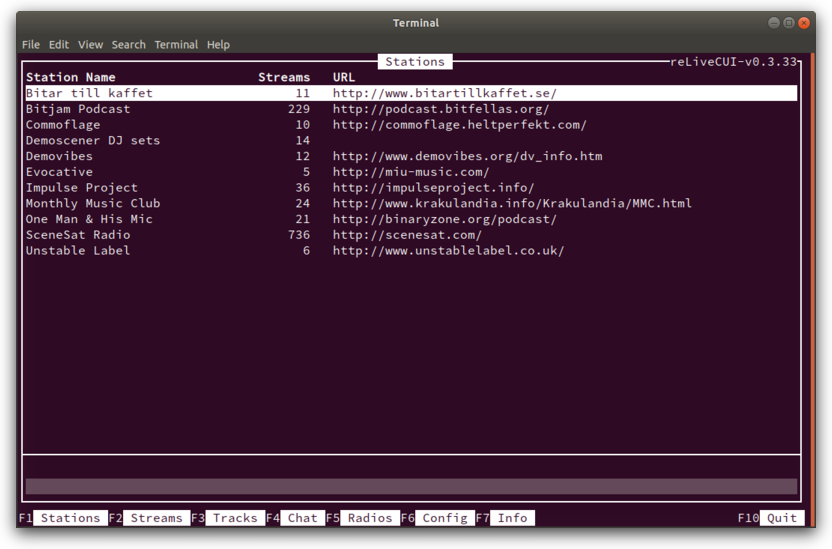 Terminal
File Edit View Search Terminal Help
Stations reLiveCUI-v0.3.33
Station Name Streams URL
Bitar till kaffet 11 http://www.bitartillkaffet.se/
Bitjam Podcast 229 http://podcast.bitfellas.org/
Commoflage 10 http://commoflage.heltperfekt.com/
Demoscener DJ sets 14
Demovibes 12 http://www.demovibes.org/dv_info.htm
Evocative 5 http://miu-music.com/
Impulse Project 36 http://impulseproject.info/
Monthly Music Club 24 http://www.krakulandia.info/Krakulandia/MMC.html
One Man & His Mic 21 http://binaryzone.org/podcast/
SceneSat Radio 736 http://scenesat.com/
Unstable Label 6 http://www.unstablelabel.co.uk/
F1 Stations F2 Streams F3 Tracks F4 Chat F5 Radios F6 Config F7 Info F10 Quit